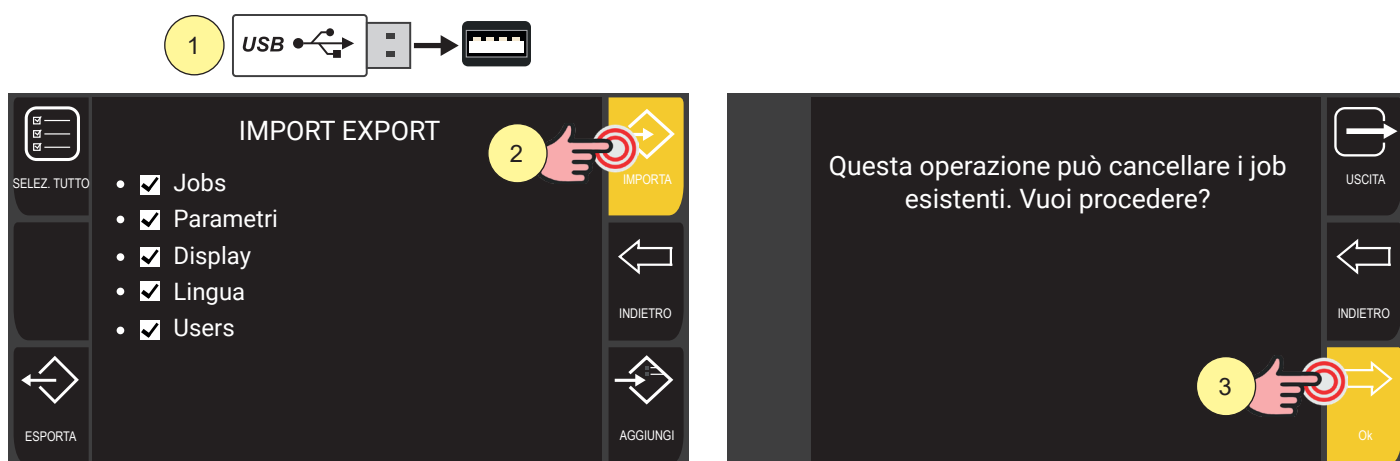 1
USB
SELEZ. TUTTO
IMPORT EXPORT
2
IMPORTA
Jobs
Parametri
Display
Lingua
Users
INDIETRO
ESPORTA
AGGIUNGI
Questa operazione può cancellare i job
esistenti. Vuoi procedere?
USCITA
INDIETRO
3
Ok